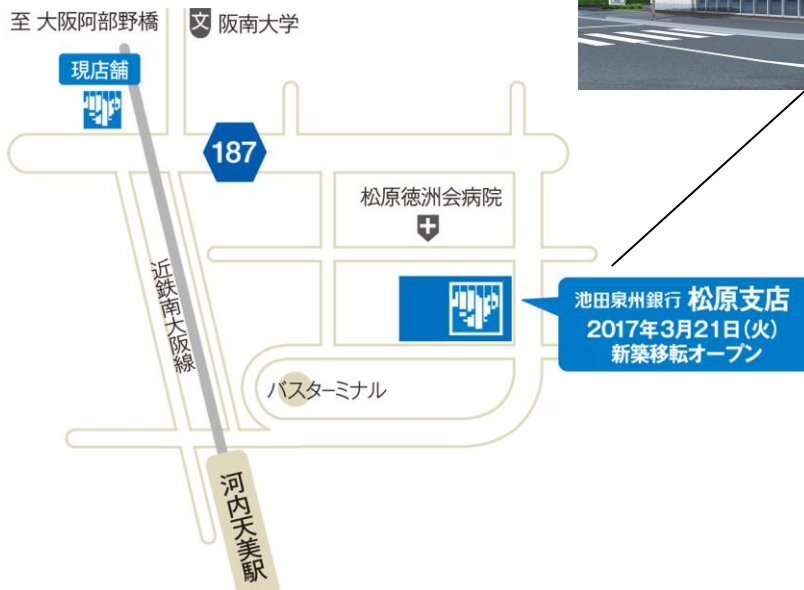 至 大阪阿部野橋
文 阪南大学
現店舗
187
松原徳洲会病院
近鉄南大阪線
池田泉州銀行 松原支店
2017年3月21日(火)
新築移転オープン
バスターミナル
河内天美駅